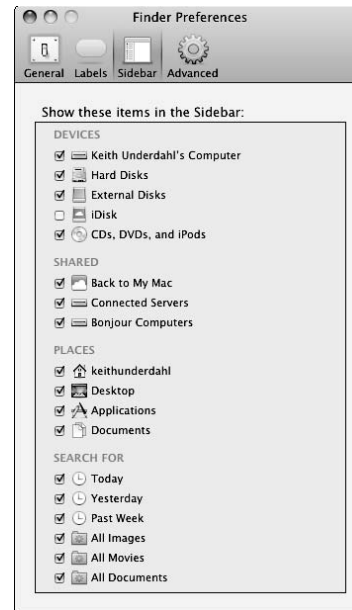 Finder Preferences
General Labels Sidebar Advanced
Show these items in the Sidebar:
DEVICES
Keith Underdahl's Computer
Hard Disks
External Disks
iDisk
CDs, DVDs, and iPods
SHARED
Back to My Mac
Connected Servers
Bonjour Computers
PLACES
keithunderdahl
Desktop
Applications
Documents
SEARCH FOR
Today
Yesterday
Past Week
All Images
All Movies
All Documents